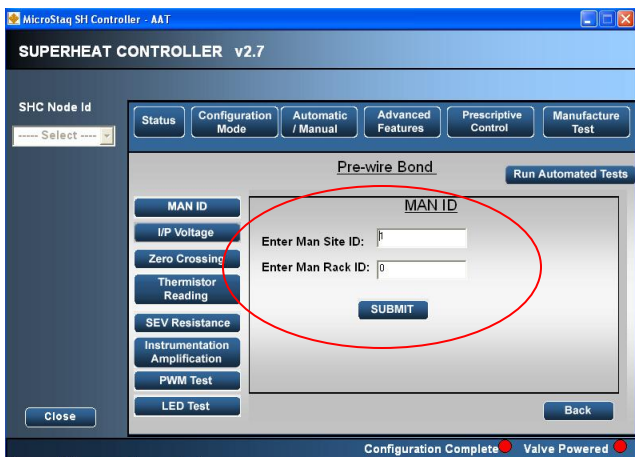 MicroStaq SH Controller - AAT
SUPERHEAT CONTROLLER v2.7
SHC Node Id
----- Select ----
Status
Configuration
Mode
Automatic
/ Manual
Advanced
Features
Prescriptive
Control
Manufacture
Test
Pre-wire Bond
Run Automated Tests
MAN ID
I/P Voltage
Zero Crossing
Thermistor
Reading
SEV Resistance
Instrumentation
Amplification
PWM Test
LED Test
MAN ID
Enter Man Site ID: 1
Enter Man Rack ID: 0
SUBMIT
Close
Back
Configuration Complete
Valve Powered